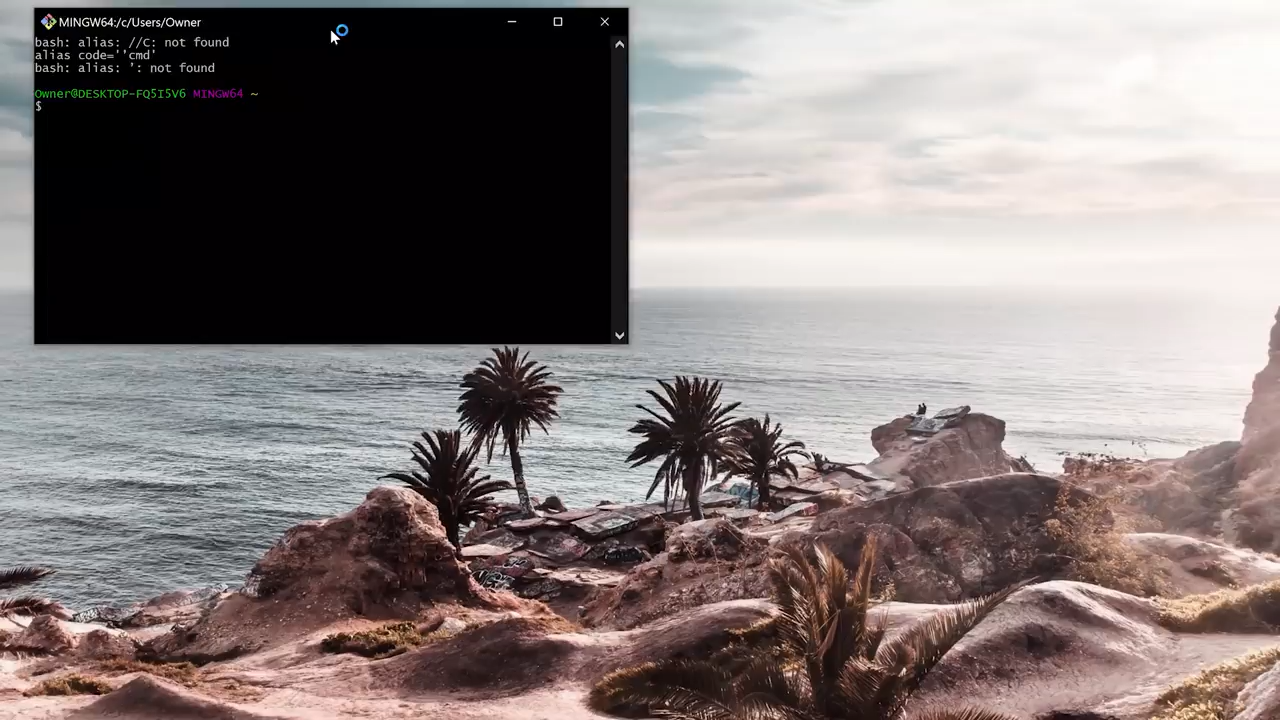 MINGW64:/c/Users/Owner
bash: alias: //C: not found
alias code=''cmd'
bash: alias: ’: not found
Owner@DESKTOP-FQ5I5V6 MINGW64 ~
$